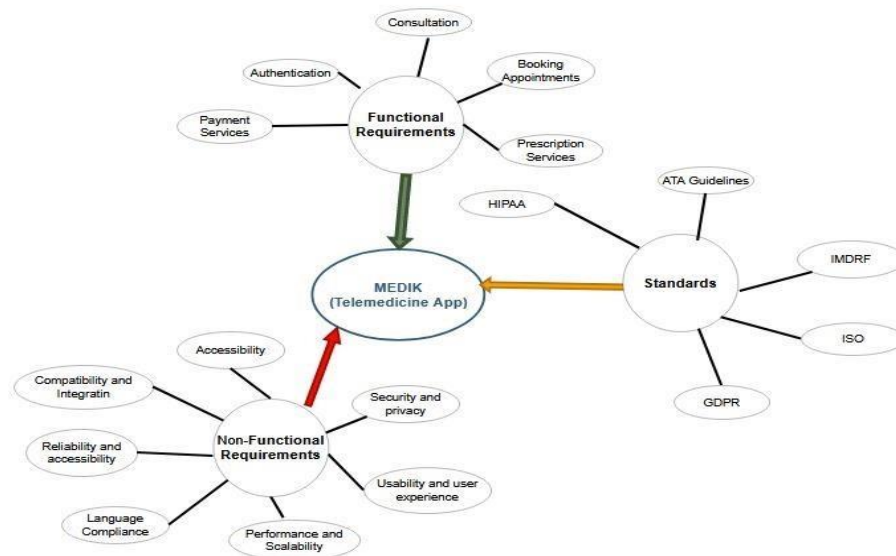 Consultation
Authentication
Booking
Appointments
Functional
Requirements
Payment
Services
Prescription
Services
ATA Guidelines
HIPAA
IMDRF
MEDIK
(Telemedicine App)
Standards
ISO
Accessibility
Compatibility and
Integratin
Security and
privacy
GDPR
Non-Functional
Requirements
Reliability and
accessibility
Usability and user
experience
Language
Compliance
Performance and
Scalability